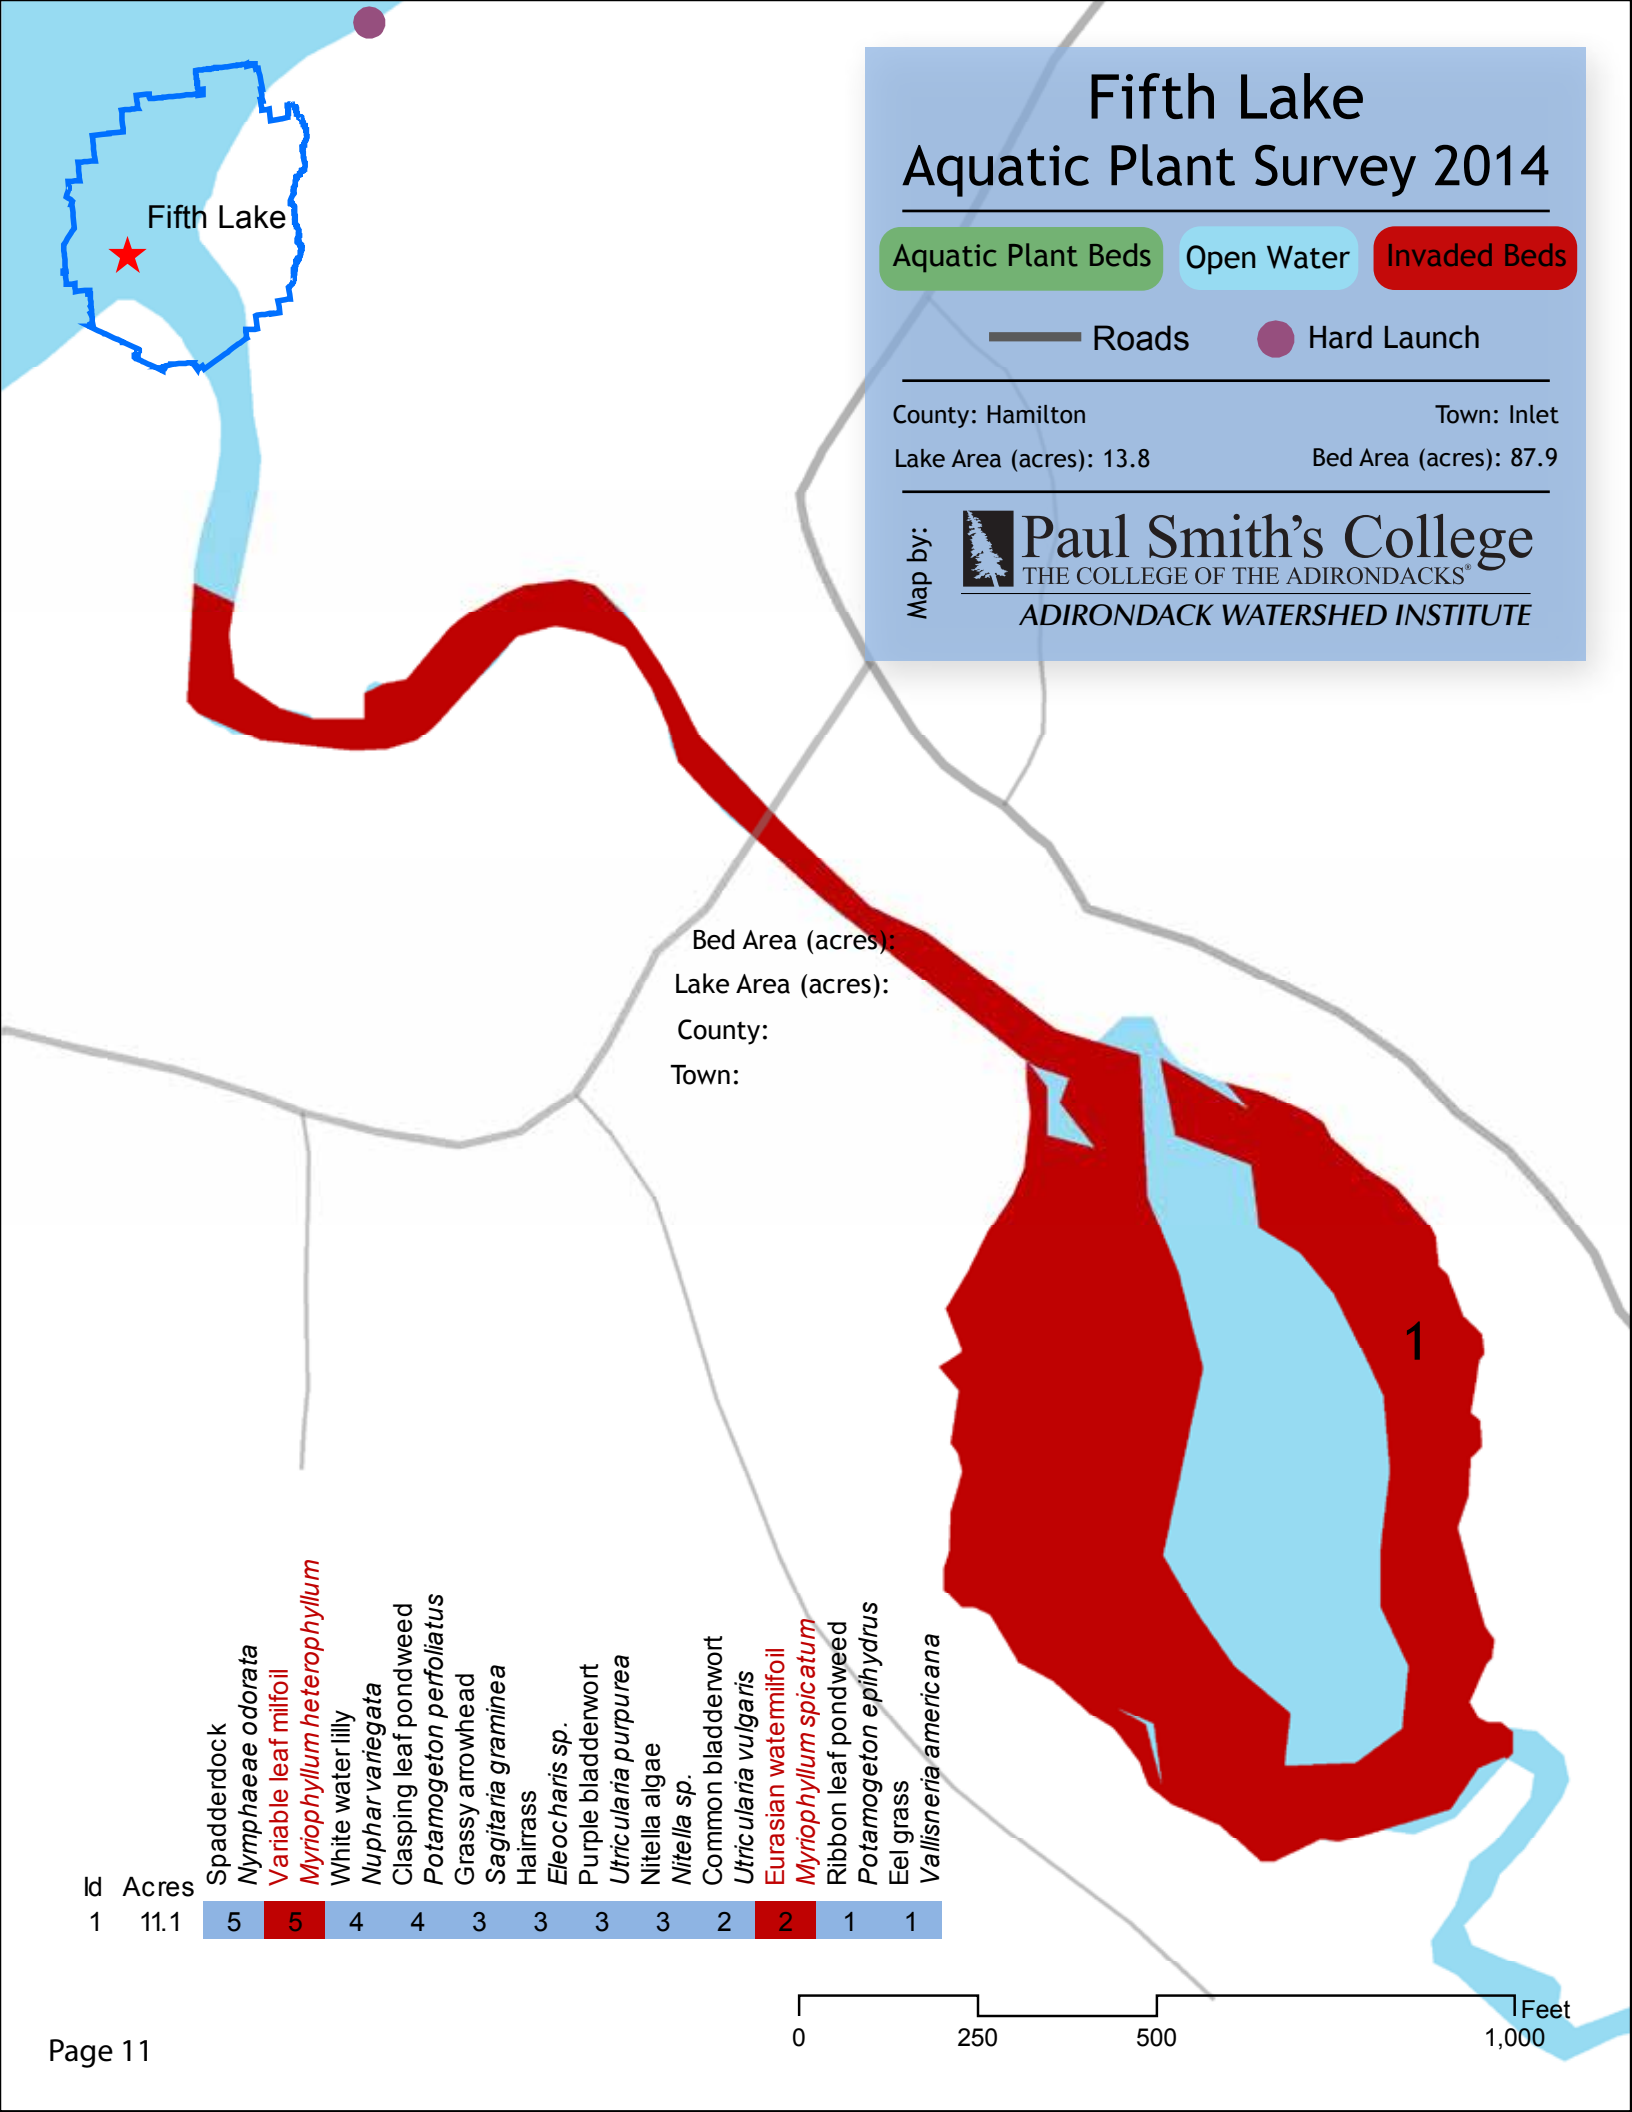 Fifth Lake
Aquatic Plant Survey 2014
Fifth Lake
Aquatic Plant Beds
Open Water
Invaded Beds
Roads
Hard Launch
County: Hamilton
Town: Inlet
Lake Area (acres): 13.8
Bed Area (acres): 87.9
Map by:
Paul Smith's College
THE COLLEGE OF THE ADIRONDACKS®
ADIRONDACK WATERSHED INSTITUTE
Bed Area (acres):
Lake Area (acres):
County:
Town:
1
Spadderdock
Nymphaeae odorata
Variable leaf milfoil
Myriophyllum heterophyllum
White water lilly
Nuphar variegata
Clasping leaf pondweed
Potamogeton perfoliatus
Grassy arrowhead
Sagitaria graminea
Hairrass
Eleocharis sp.
Purple bladderwort
Utricularia purpurea
Nitella algae
Nitella sp.
Common bladderwort
Utricularia vulgaris
Eurasian watermilfoil
Myriophyllum spicatum
Ribbon leaf pondweed
Potamogeton epihydrus
Eel grass
Vallisneria americana
Id Acres
1 11.1 5 5 4 4 3 3 3 3 2 2 1 1
Feet
0 250 500 1,000
Page 11